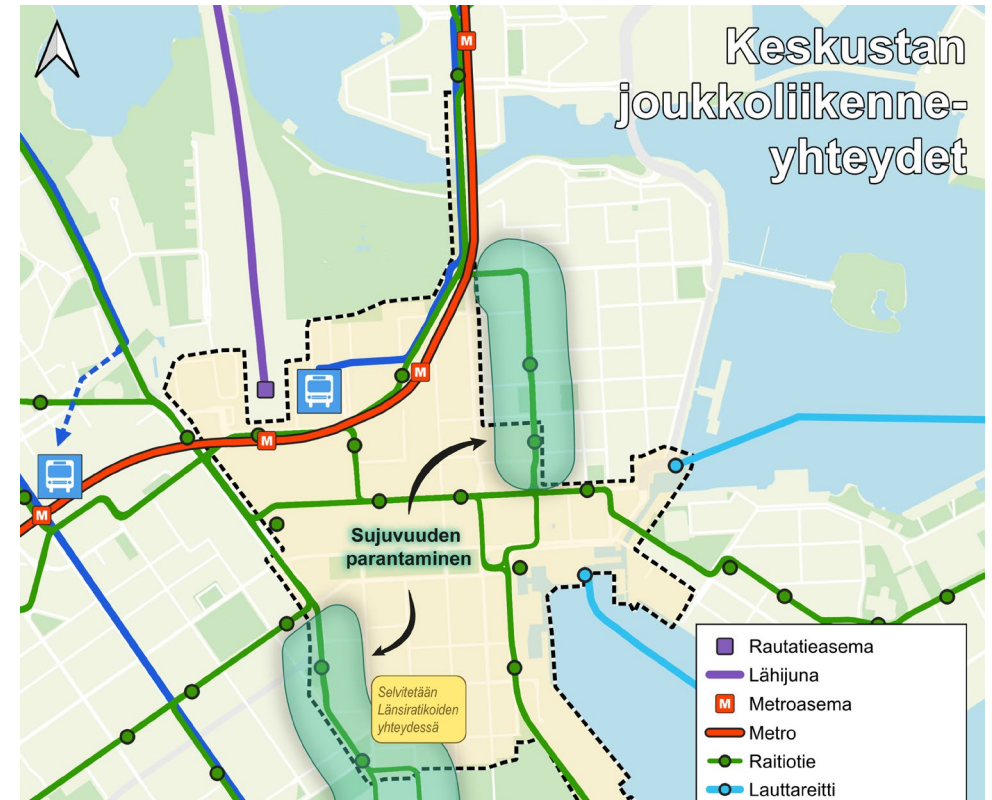 Keskustan
joukkoliikenne-
yhteydet
M
M
M
M
Sujuvuuden
parantaminen
Selvitetään
Länsiratikoiden
yhteydessä
Rautatieasema
Lähijuna
M Metroasema
Metro
Raitiotie
Lauttareitti